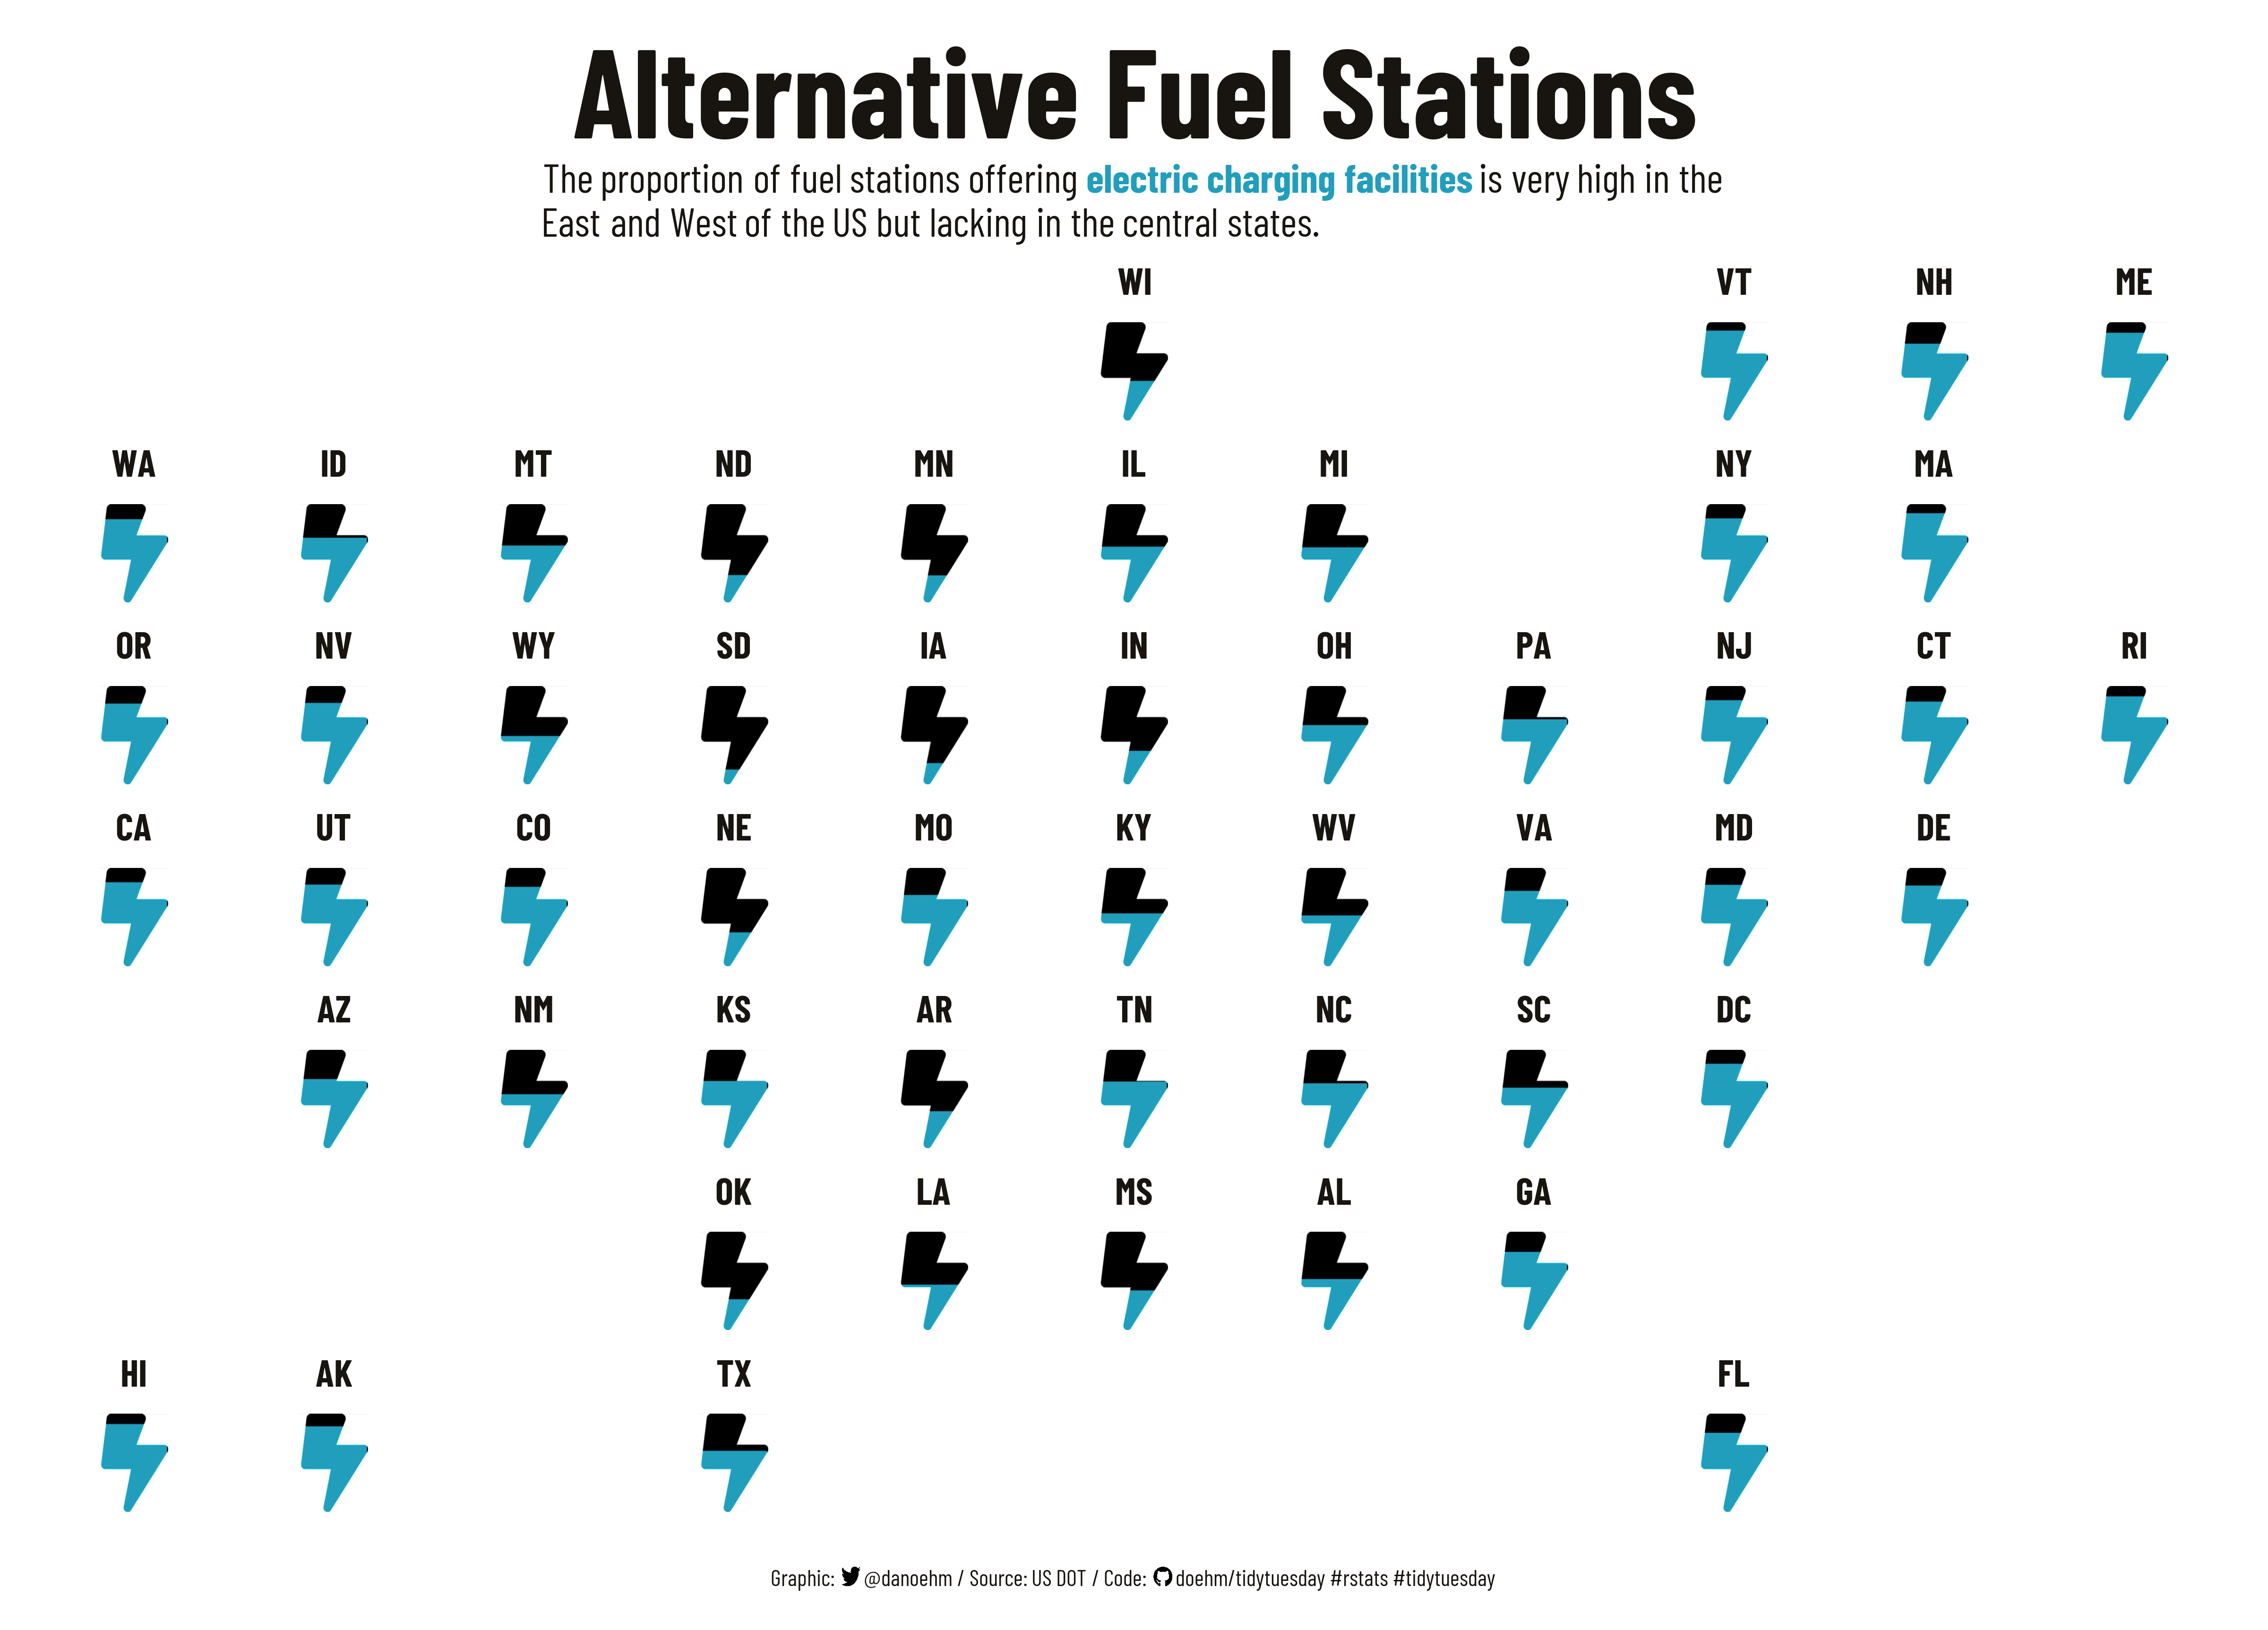 Alternative Fuel Stations
The proportion of fuel stations offering electric charging facilities is very high in the
East and West of the US but lacking in the central states.
WI VT NH ME
WA ID MT ND MN IL MI NY MA
OR NV WY SD IA IN OH PA NJ CT RI
CA UT CO NE MO KY WV VA MD DE
AZ NM KS AR TN NC SC DC
OK LA MS AL GA
HI AK TX FL
Graphic: @danoehm / Source: US DOT / Code: doehm/tidytuesday #rstats #tidytuesday